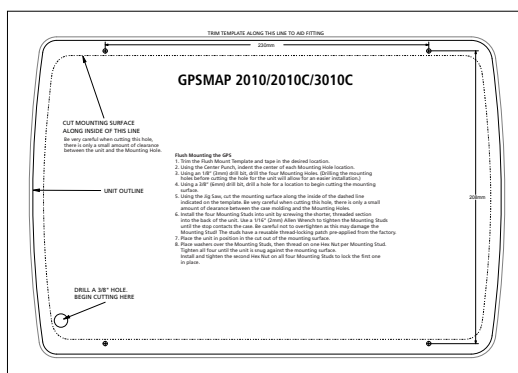 TRIM TEMPLATE ALONG THIS LINE TO AID FITTING
230mm
GPSMAP 2010/2010C/3010C
CUT MOUNTING SURFACE
ALONG INSIDE OF THIS LINE
Be very careful when cutting this hole,
there is only a small amount of clearance
between the unit and the Mounting Hole.
UNIT OUTLINE
Flush Mounting the GPS
1. Trim the Flush Mount Template and tape in the desired location.
2. Using the Center Punch, indent the center of each Mounting Hole location.
3. Using an 1/8" (3mm) drill bit, drill the four Mounting Holes. (Drilling the mounting
holes before cutting the hole for the unit will allow for an easier installation.)
4. Using a 3/8" (6mm) drill bit, drill a hole for a location to begin cutting the mounting
surface.
5. Using the Jig Saw, cut the mounting surface along the inside of the dashed line
indicated on the template. Be very careful when cutting this hole, there is only a small
amount of clearance between the case molding and the Mounting Holes.
6. Install the four Mounting Studs into unit by screwing the shorter, threaded section
into the back of the unit. Use a 1/16" (2mm) Allen Wrench to tighten the Mounting Studs
until the stop contacts the case. Be careful not to overtighten as this may damage the
Mounting Stud! The studs have a reusable thread-locking patch pre-applied from the factory.
7. Place the unit in the cut out of the mounting surface.
8. Place washers over the Mounting Studs, then thread on one Hex Nut per Mounting Stud.
Tighten all four until the unit is snug against the mounting surface.
Install and tighten the second Hex Nut on all four Mounting Studs to lock the first one
in place.
DRILL A 3/8" HOLE.
BEGIN CUTTING HERE